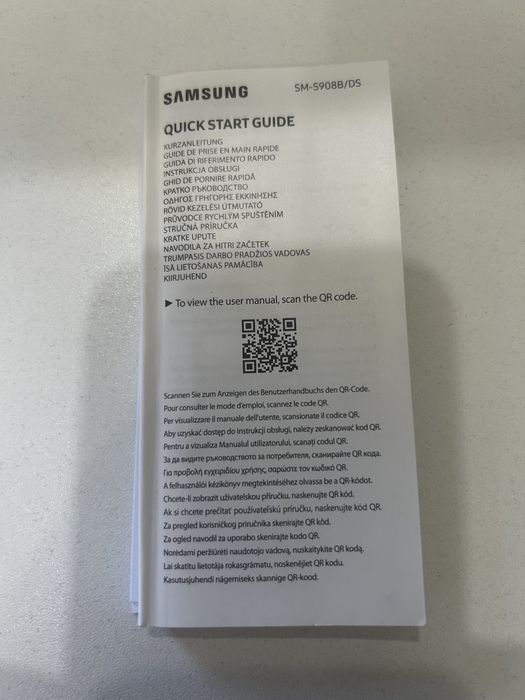 SAMSUNG
SM-S908B/DS
QUICK START GUIDE
KURZANLEITUNG
GUIDE DE PRISE EN MAIN RAPIDE
GUIDA DI RIFERIMENTO RAPIDO
INSTRUKCJA OBSŁUGI
GHID DE PORNIRE RAPIDĂ
КРАТКО РЪКОВОДСТВО
ΟΔΗΓΟΣ ΓΡΗΓΟΡΗΣ ΕΚΚΙΝΗΣΗΣ
RÖVID KEZELÉSI ÚTMUTATÓ
PRŮVODCE RYCHLÝM SPUŠTĚNÍM
STRUČNÁ PRÍRUČKA
KRATKE UPUTE
NAVODILA ZA HITRI ZAČETEK
TRUMPASIS DARBO PRADŽIOS VADOVAS
ĪSĀ LIETOŠANAS PAMĀCĪBA
KIIRJUHEND
► To view the user manual, scan the QR code.
Scannen Sie zum Anzeigen des Benutzerhandbuchs den QR-Code.
Pour consulter le mode d'emploi, scannez le code QR.
Per visualizzare il manuale dell'utente, scansionate il codice QR.
Aby uzyskać dostęp do instrukcji obsługi, należy zeskanować kod QR.
Pentru a vizualiza Manualul utilizatorului, scanați codul QR.
За да видите ръководството за потребителя, сканирайте QR кода.
Για προβολή εγχειριδίου χρήσης, σαρώστε τον κωδικό QR.
A felhasználói kézikönyv megtekintéséhez olvassa be a QR-kódot.
Chcete-li zobrazit uživatelskou příručku, naskenujte QR kód.
Ak si chcete prečítať používateľskú príručku, naskenujte kód QR.
Za pregled korisničkog priručnika skenirajte QR kôd.
Za ogled navodil za uporabo skenirajte kodo QR.
Norėdami peržiūrėti naudotojo vadovą, nuskaitykite QR kodą.
Lai skatītu lietotāja rokasgrāmatu, noskenējiet QR kodu.
Kasutusjuhendi nägemiseks skannige QR-kood.